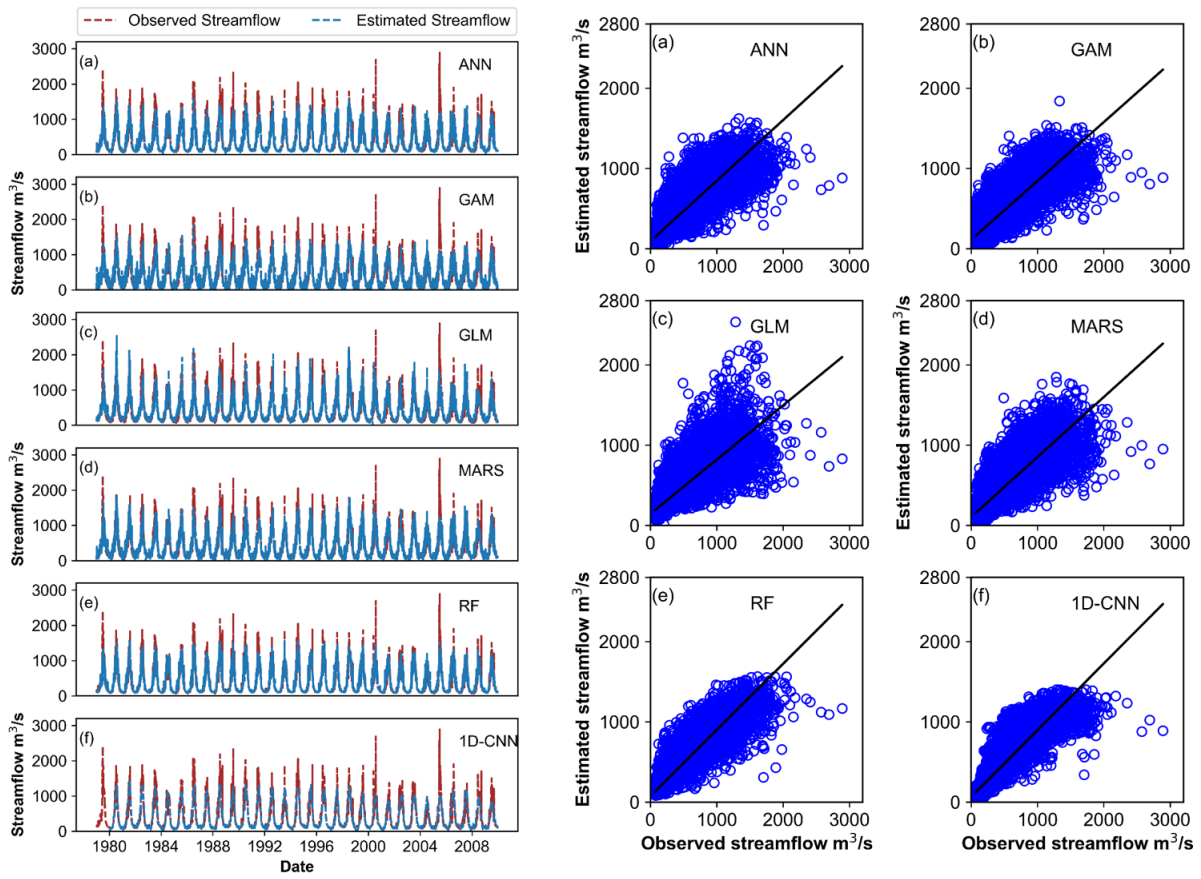 Observed Streamflow Estimated Streamflow
(a) ANN
3000
2000
1000
0
(b) GAM
3000
2000
1000
0
(c) GLM
3000
2000
1000
0
(d) MARS
3000
2000
1000
0
(e) RF
3000
2000
1000
0
(f) 1D-CNN
3000
2000
1000
0
Streamflow m³/s
Streamflow m³/s
Streamflow m³/s
1980 1984 1988 1992 1996 2000 2004 2008
Date
(a) ANN
2800
2000
1000
0
0 1000 2000 3000
Estimated streamflow m³/s
(b) GAM
2800
2000
1000
0
0 1000 2000 3000
(c) GLM
2800
2000
1000
0
0 1000 2000 3000
(d) MARS
2800
2000
1000
0
0 1000 2000 3000
Estimated streamflow m³/s
(e) RF
2800
2000
1000
0
0 1000 2000 3000
Estimated streamflow m³/s
Observed streamflow m³/s
(f) 1D-CNN
2800
2000
1000
0
0 1000 2000 3000
Observed streamflow m³/s